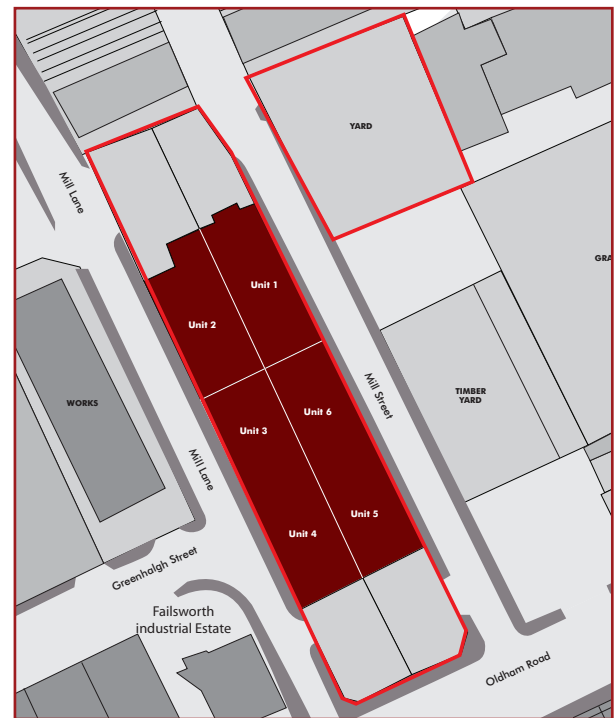 YARD
Mill Lane
Unit 1
Unit 2
GRA
Mill Street
TIMBER
YARD
WORKS
Unit 3
Unit 6
Mill Lane
Unit 4
Unit 5
Greenhalgh Street
Failsworth
industrial Estate
Oldham Road